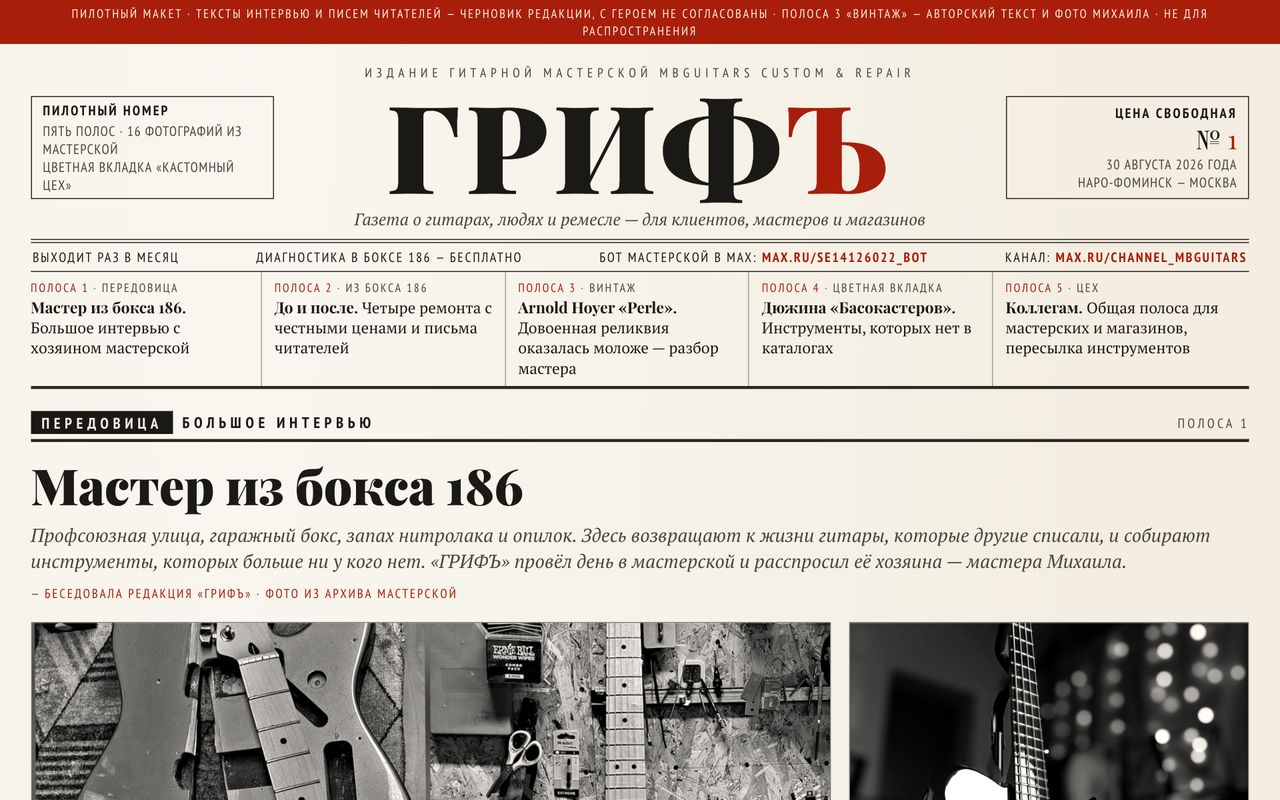 ПИЛОТНЫЙ МАКЕТ · ТЕКСТЫ ИНТЕРВЬЮ И ПИСЕМ ЧИТАТЕЛЕЙ — ЧЕРНОВИК РЕДАКЦИИ, С ГЕРОЕМ НЕ СОГЛАСОВАНЫ · ПОЛОСА 3 «ВИНТАЖ» — АВТОРСКИЙ ТЕКСТ И ФОТО МИХАИЛА · НЕ ДЛЯ
РАСПРОСТРАНЕНИЯ
ИЗДАНИЕ ГИТАРНОЙ МАСТЕРСКОЙ MBGUITARS CUSTOM & REPAIR
ПИЛОТНЫЙ НОМЕР
ПЯТЬ ПОЛОС · 16 ФОТОГРАФИЙ ИЗ
МАСТЕРСКОЙ
ЦВЕТНАЯ ВКЛАДКА «КАСТОМНЫЙ
ЦЕХ»
ГРИФЪ
Газета о гитарах, людях и ремесле — для клиентов, мастеров и магазинов
ЦЕНА СВОБОДНАЯ
№ 1
30 АВГУСТА 2026 ГОДА
НАРО-ФОМИНСК — МОСКВА
ВЫХОДИТ РАЗ В МЕСЯЦ
ДИАГНОСТИКА В БОКСЕ 186 — БЕСПЛАТНО
БОТ МАСТЕРСКОЙ В MAX: MAX.RU/SE14126022_BOT
КАНАЛ: MAX.RU/CHANNEL_MBGUITARS
ПОЛОСА 1 · ПЕРЕДОВИЦА
Мастер из бокса 186.
Большое интервью с
хозяином мастерской
ПОЛОСА 2 · ИЗ БОКСА 186
До и после. Четыре ремонта с
честными ценами и письма
читателей
ПОЛОСА 3 · ВИНТАЖ
Arnold Hoyer «Perle».
Довоенная реликвия
оказалась моложе — разбор
мастера
ПОЛОСА 4 · ЦВЕТНАЯ ВКЛАДКА
Дюжина «Басокастеров».
Инструменты, которых нет в
каталогах
ПОЛОСА 5 · ЦЕХ
Коллегам. Общая полоса для
мастерских и магазинов,
пересылка инструментов
ПЕРЕДОВИЦА БОЛЬШОЕ ИНТЕРВЬЮ
ПОЛОСА 1
Мастер из бокса 186
Профсоюзная улица, гаражный бокс, запах нитролака и опилок. Здесь возвращают к жизни гитары, которые другие списали, и собирают
инструменты, которых больше ни у кого нет. «ГРИФЪ» провёл день в мастерской и расспросил её хозяина — мастера Михаила.
— БЕСЕДОВАЛА РЕДАКЦИЯ «ГРИФЪ» · ФОТО ИЗ АРХИВА МАСТЕРСКОЙ
ERNIE BALL
WONDER WIPES
COMBO
PACK